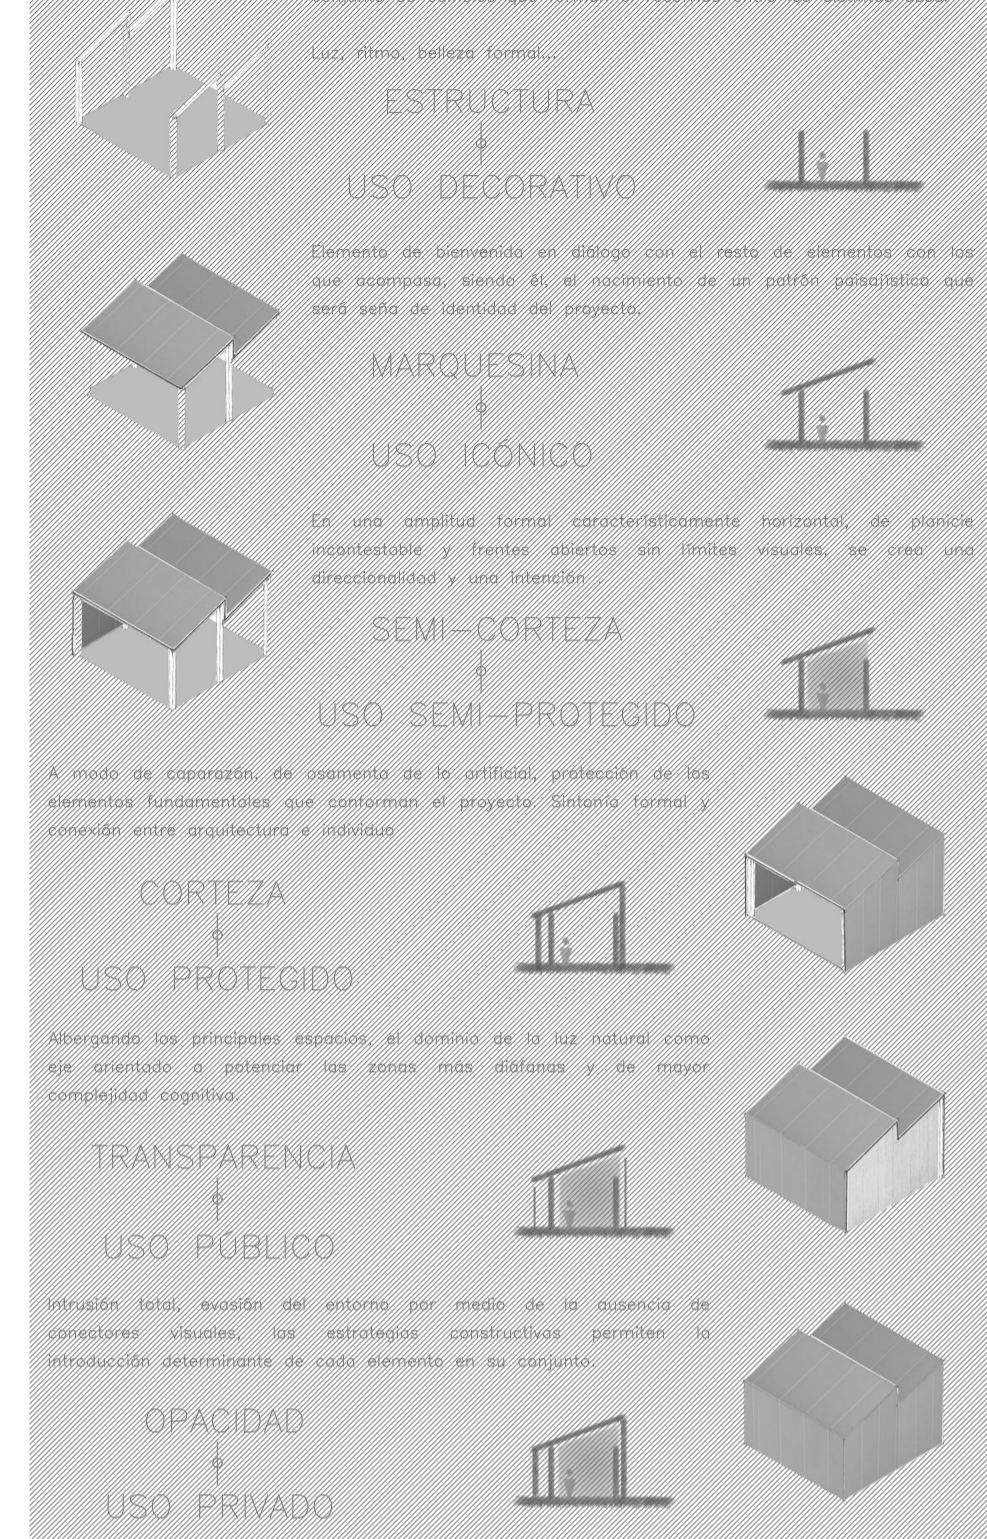 Luz, ritmo, belleza formal...
ESTRUCTURA
USO DECORATIVO
Elemento de bienvenida en diálogo con el resto de elementos con los
que acompasa, siendo él, el nacimiento de un patrón paisajístico que
será seña de identidad del proyecto.
MARQUESINA
USO ICÓNICO
En una amplitud formal característicamente horizontal, de planicie
incontestable y frentes abiertos sin límites visuales, se crea una
direccionalidad y una intención .
SEMI-CORTEZA
USO SEMI-PROTEGIDO
A modo de caparazón, de osamenta de lo artificial, protección de los
elementos fundamentales que conforman el proyecto. Sintonía formal y
conexión entre arquitectura e individuo
CORTEZA
USO PROTEGIDO
Albergando los principales espacios, el dominio de la luz natural como
eje orientado a potenciar las zonas más diáfanas y de mayor
complejidad cognitiva.
TRANSPARENCIA
USO PÚBLICO
Intrusión total, evasión del entorno por medio de la ausencia de
conectores visuales, las estrategias constructivas permiten la
introducción determinante de cada elemento en su conjunto.
OPACIDAD
USO PRIVADO